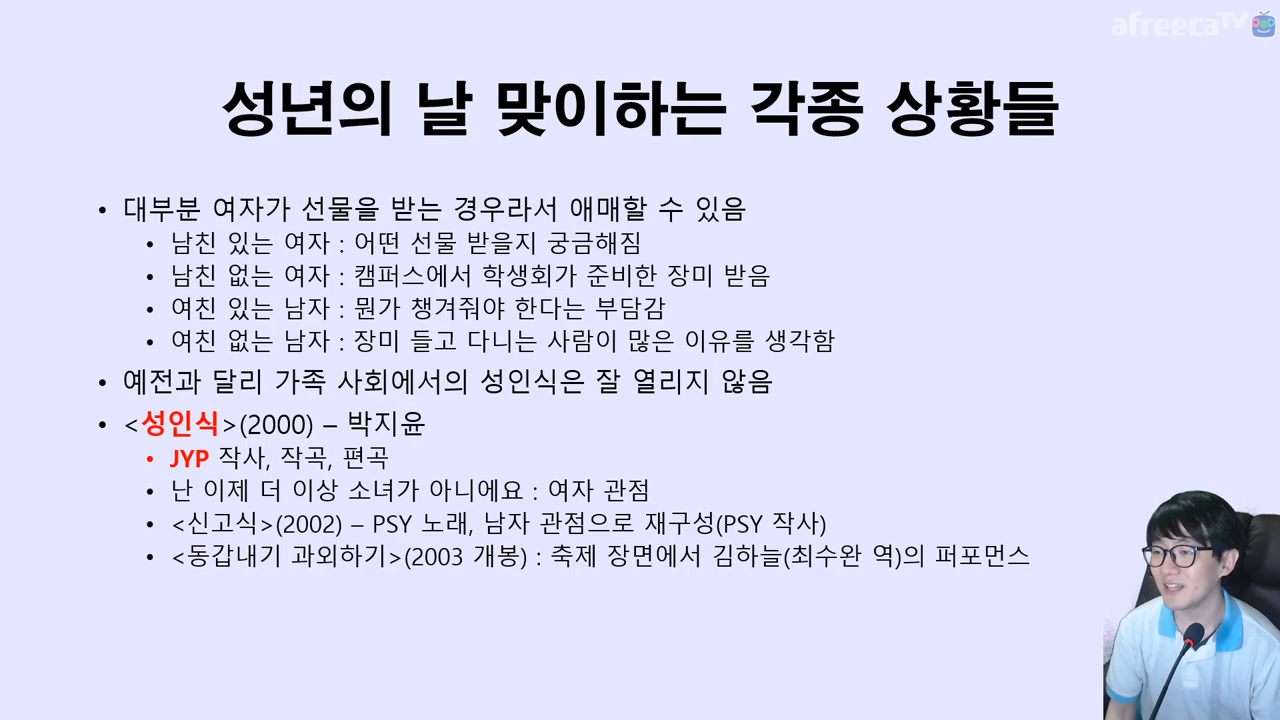 afreecaTV
성년의 날 맞이하는 각종 상황들
• 대부분 여자가 선물을 받는 경우라서 애매할 수 있음
• 남친 있는 여자 : 어떤 선물 받을지 궁금해짐
• 남친 없는 여자 : 캠퍼스에서 학생회가 준비한 장미 받음
• 여친 있는 남자 : 뭔가 챙겨줘야 한다는 부담감
• 여친 없는 남자 : 장미 들고 다니는 사람이 많은 이유를 생각함
• 예전과 달리 가족 사회에서의 성인식은 잘 열리지 않음
• <성인식>(2000) – 박지윤
• JYP 작사, 작곡, 편곡
• 난 이제 더 이상 소녀가 아니에요 : 여자 관점
• <신고식>(2002) – PSY 노래, 남자 관점으로 재구성(PSY 작사)
• <동갑내기 과외하기>(2003 개봉) : 축제 장면에서 김하늘(최수완 역)의 퍼포먼스